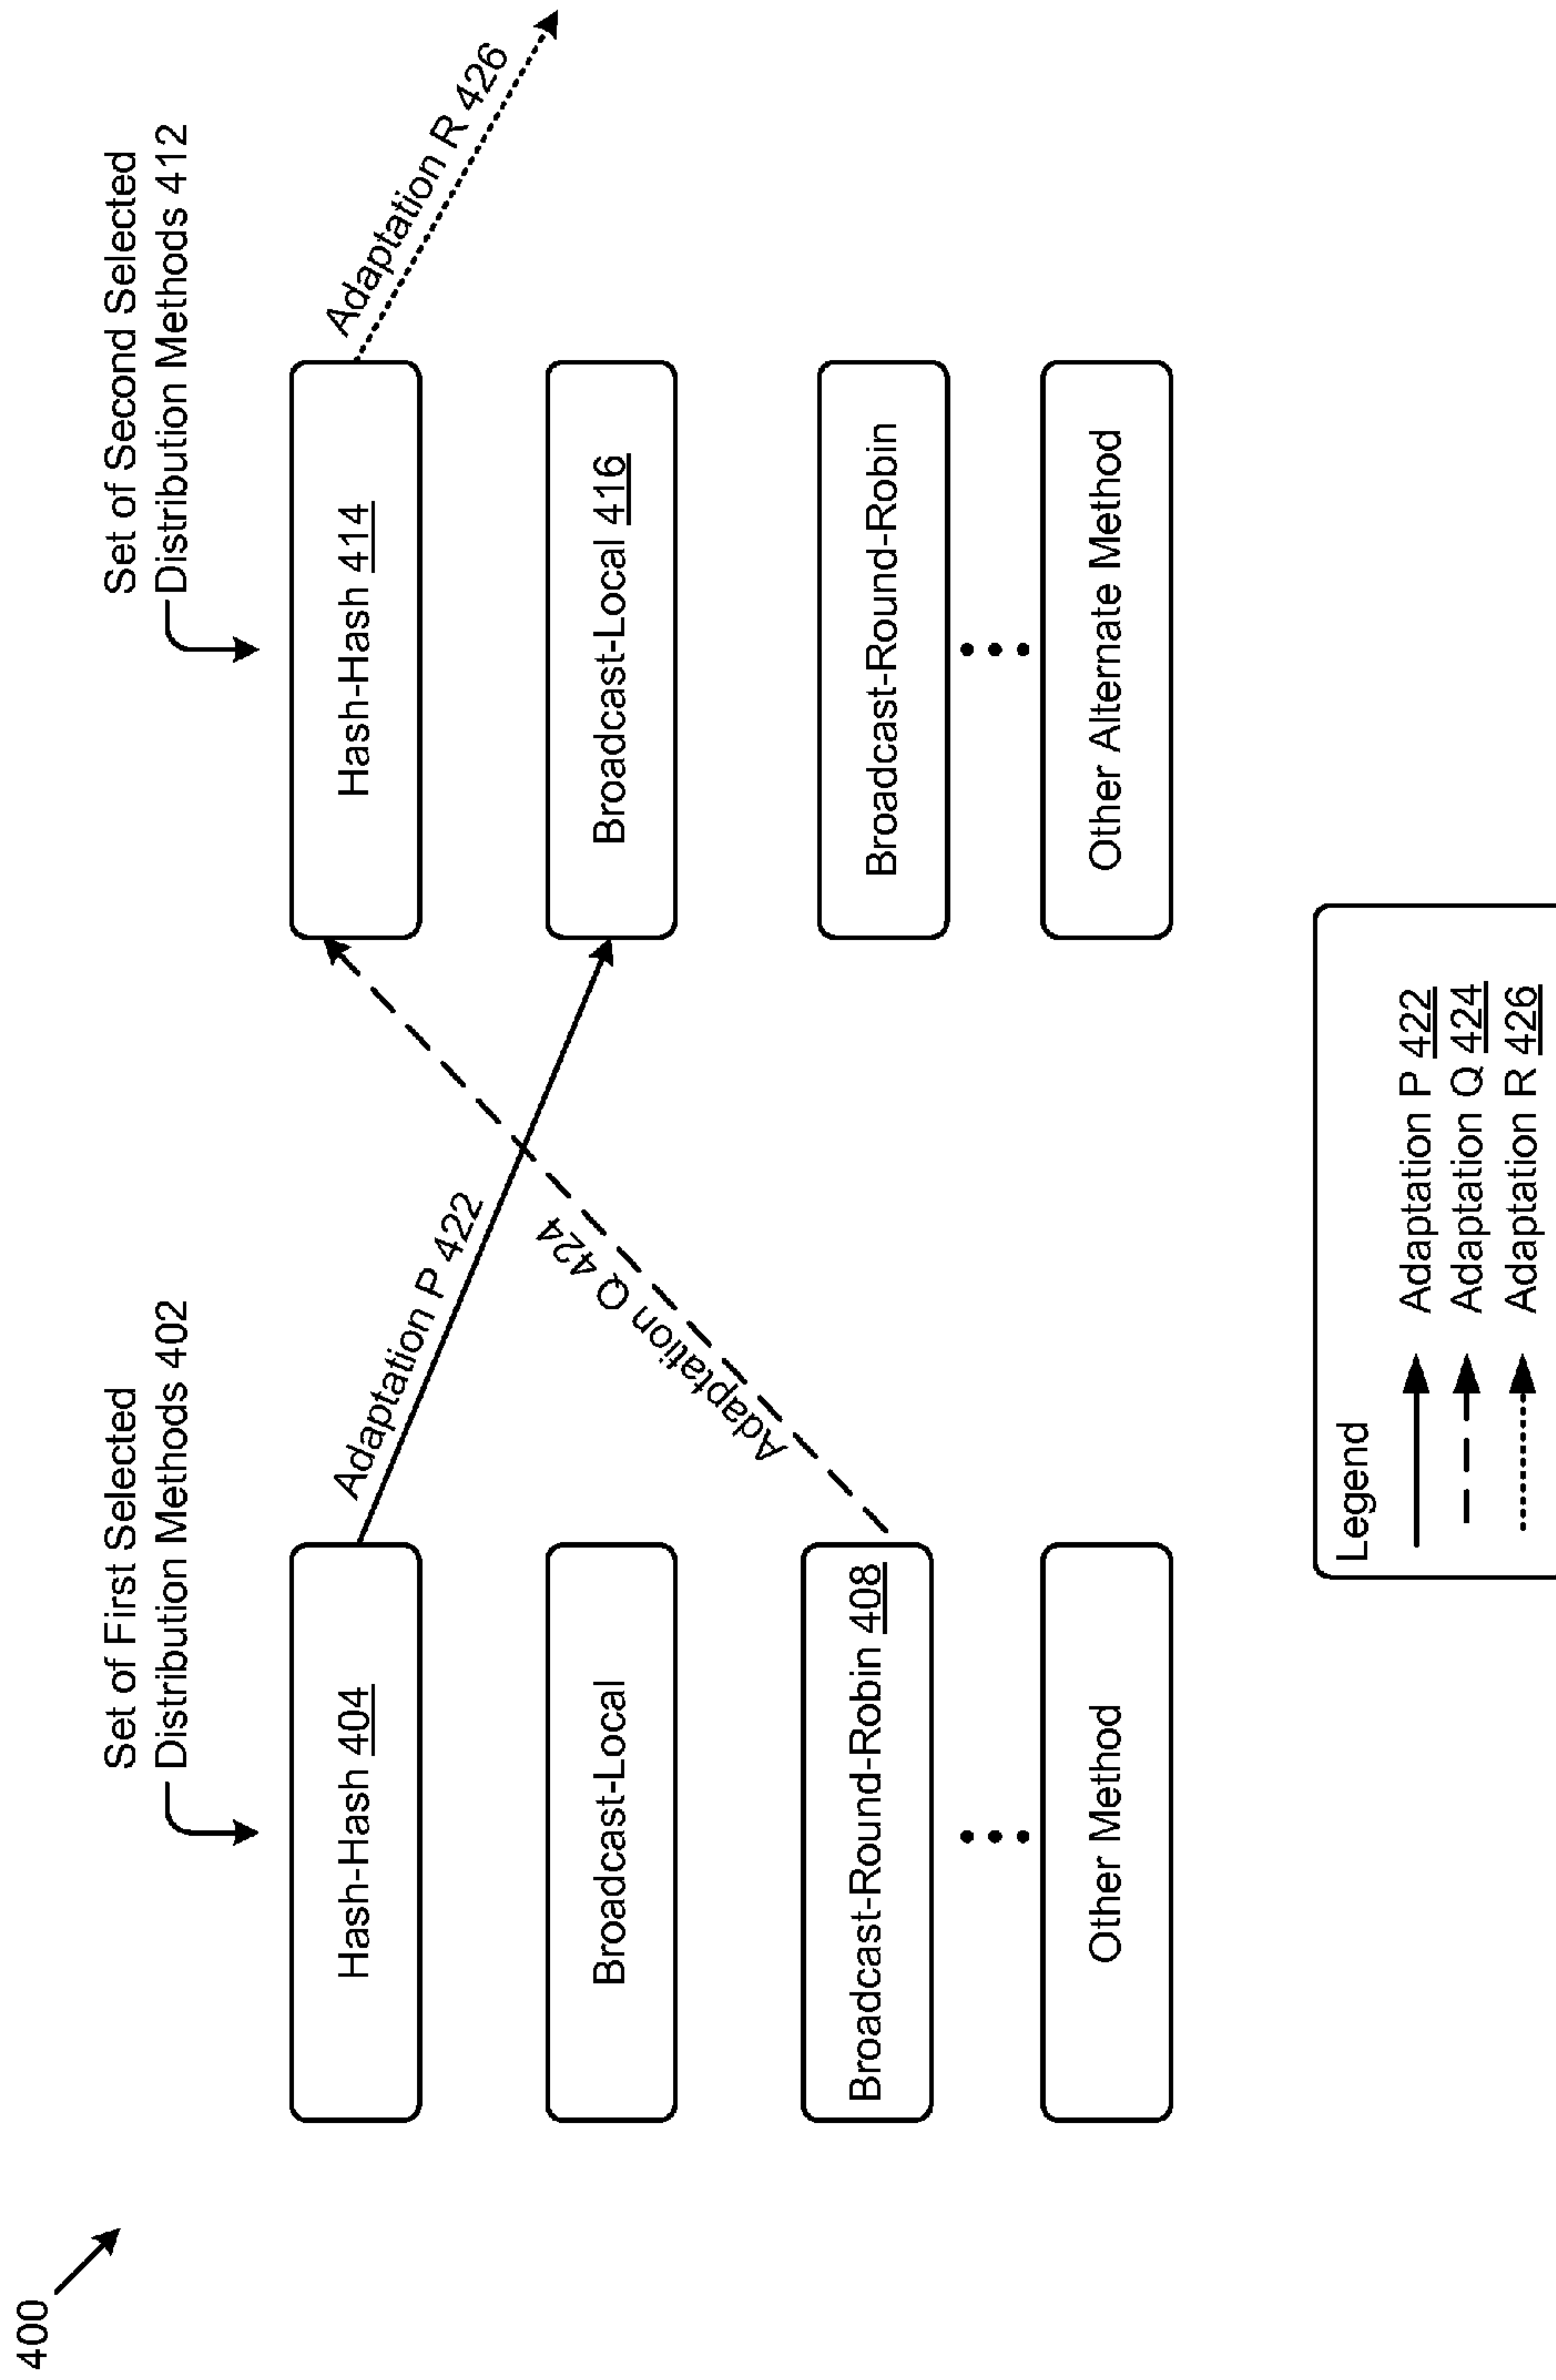 400
Set of First Selected
Distribution Methods 402
Hash-Hash 404
Broadcast-Local
Broadcast-Round-Robin 408
Other Method
Adaptation P 422
Adaptation Q 424
Set of Second Selected
Distribution Methods 412
Hash-Hash 414
Broadcast-Local 416
Broadcast-Round-Robin
Other Alternate Method
Adaptation R 426
Legend
Adaptation P 422
Adaptation Q 424
Adaptation R 426